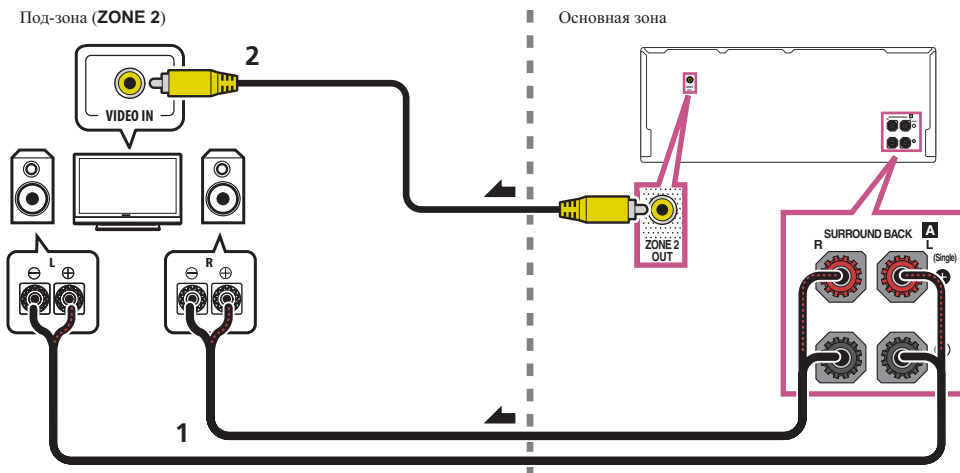 Под-зона (ZONE 2)
Основная зона
2
VIDEO IN
ZONE 2
OUT
SURROUND BACK A
R L
(Single)
L
R
1